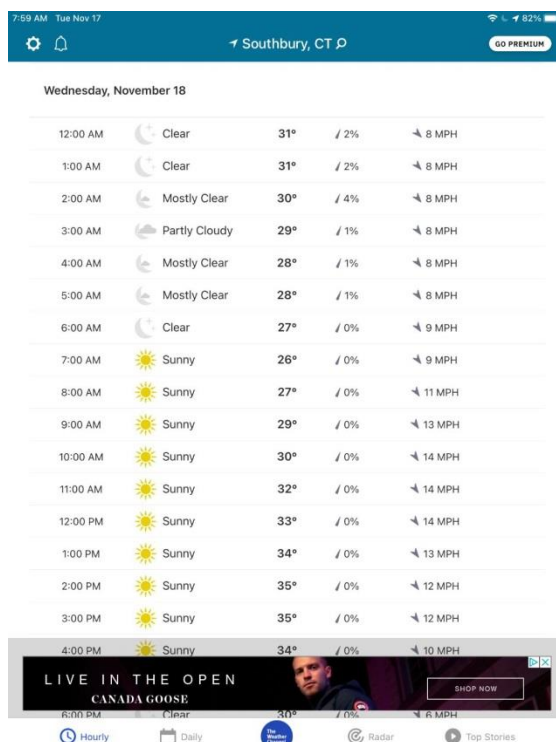 7:59 AM Tue Nov 17 82%
Southbury, CT GO PREMIUM
Wednesday, November 18
12:00 AM Clear 31° 2% 8 MPH
1:00 AM Clear 31° 2% 8 MPH
2:00 AM Mostly Clear 30° 4% 8 MPH
3:00 AM Partly Cloudy 29° 1% 8 MPH
4:00 AM Mostly Clear 28° 1% 8 MPH
5:00 AM Mostly Clear 28° 1% 8 MPH
6:00 AM Clear 27° 0% 9 MPH
7:00 AM Sunny 26° 0% 9 MPH
8:00 AM Sunny 27° 0% 11 MPH
9:00 AM Sunny 29° 0% 13 MPH
10:00 AM Sunny 30° 0% 14 MPH
11:00 AM Sunny 32° 0% 14 MPH
12:00 PM Sunny 33° 0% 14 MPH
1:00 PM Sunny 34° 0% 13 MPH
2:00 PM Sunny 35° 0% 12 MPH
3:00 PM Sunny 35° 0% 12 MPH
4:00 PM Sunny 34° 0% 10 MPH
LIVE IN THE OPEN
CANADA GOOSE
SHOP NOW
6:00 PM Clear 30° 0% 6 MPH
Hourly Daily The Weather Channel Radar Top Stories